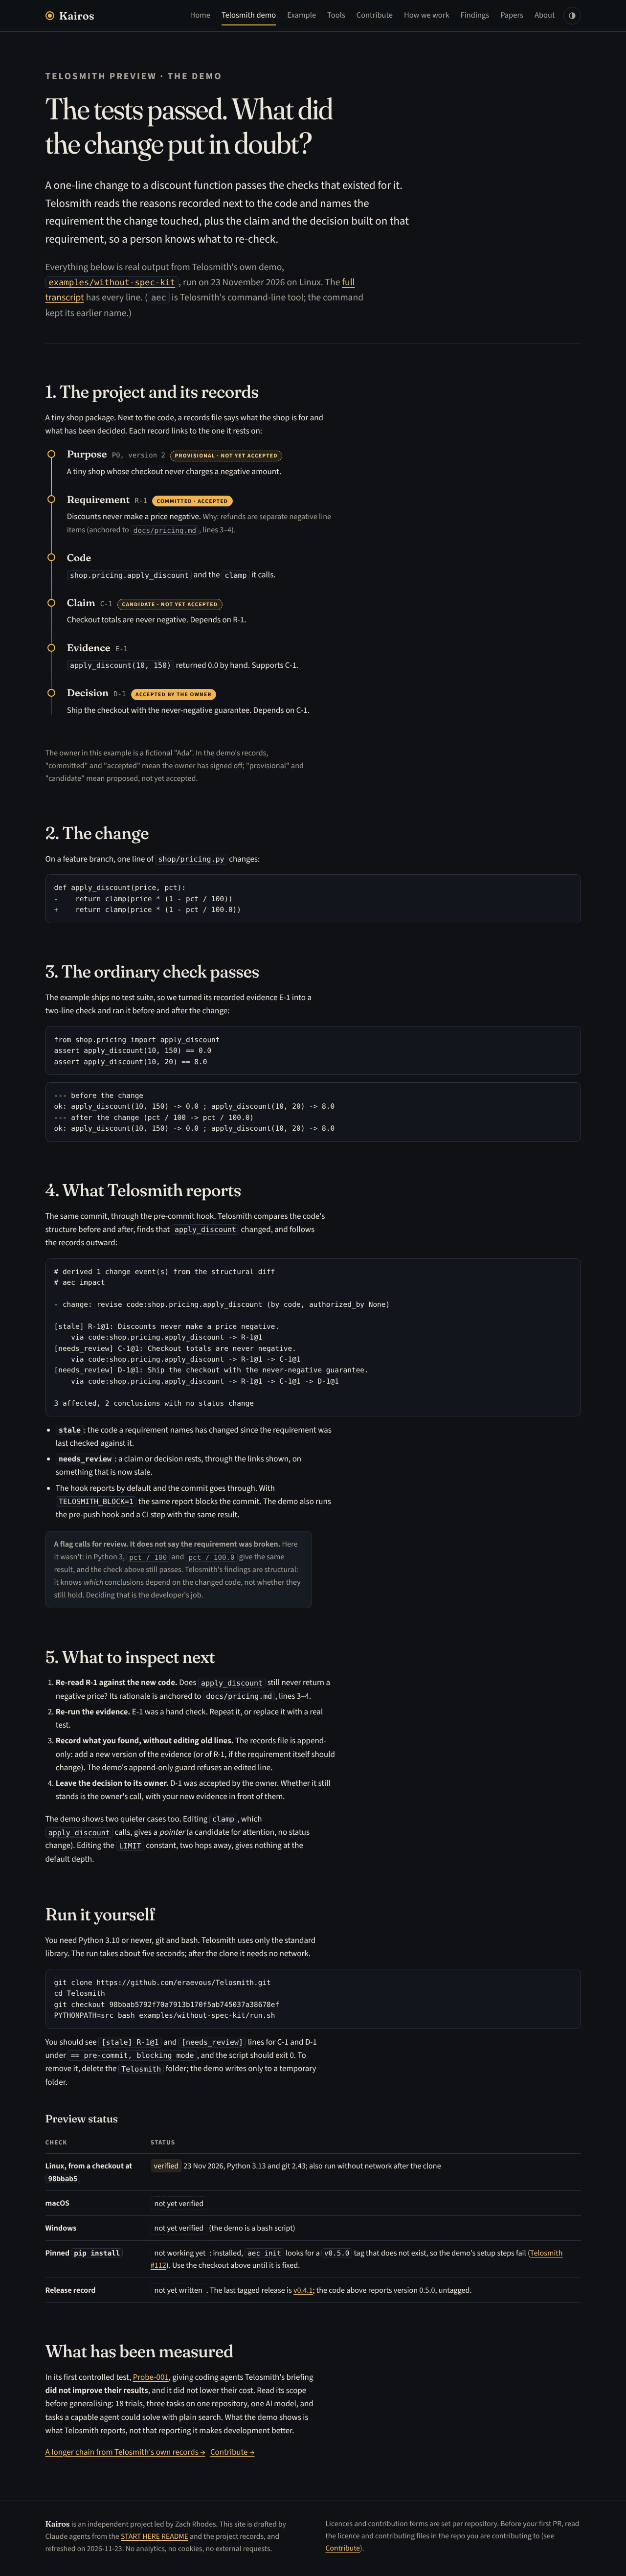 Kairos
Home Telosmith demo Example Tools Contribute How we work Findings Papers About
TELOSMITH PREVIEW · THE DEMO
The tests passed. What did
the change put in doubt?
A one-line change to a discount function passes the checks that existed for it.
Telosmith reads the reasons recorded next to the code and names the
requirement the change touched, plus the claim and the decision built on that
requirement, so a person knows what to re-check.
Everything below is real output from Telosmith's own demo,
examples/without-spec-kit, run on 23 November 2026 on Linux. The full
transcript has every line. (aec is Telosmith's command-line tool; the command
kept its earlier name.)
1. The project and its records
A tiny shop package. Next to the code, a records file says what the shop is for and
what has been decided. Each record links to the one it rests on:
Purpose P0, version 2 PROVISIONAL · NOT YET ACCEPTED
A tiny shop whose checkout never charges a negative amount.
Requirement R-1 COMMITTED · ACCEPTED
Discounts never make a price negative. Why: refunds are separate negative line
items (anchored to docs/pricing.md, lines 3–4).
Code
shop.pricing.apply_discount and the clamp it calls.
Claim C-1 CANDIDATE · NOT YET ACCEPTED
Checkout totals are never negative. Depends on R-1.
Evidence E-1
apply_discount(10, 150) returned 0.0 by hand. Supports C-1.
Decision D-1 ACCEPTED BY THE OWNER
Ship the checkout with the never-negative guarantee. Depends on C-1.
The owner in this example is a fictional "Ada". In the demo's records,
"committed" and "accepted" mean the owner has signed off; "provisional" and
"candidate" mean proposed, not yet accepted.
2. The change
On a feature branch, one line of shop/pricing.py changes:
def apply_discount(price, pct):
-    return clamp(price * (1 - pct / 100))
+    return clamp(price * (1 - pct / 100.0))
3. The ordinary check passes
The example ships no test suite, so we turned its recorded evidence E-1 into a
two-line check and ran it before and after the change:
from shop.pricing import apply_discount
assert apply_discount(10, 150) == 0.0
assert apply_discount(10, 20) == 8.0
--- before the change
ok: apply_discount(10, 150) -> 0.0 ; apply_discount(10, 20) -> 8.0
--- after the change (pct / 100 -> pct / 100.0)
ok: apply_discount(10, 150) -> 0.0 ; apply_discount(10, 20) -> 8.0
4. What Telosmith reports
The same commit, through the pre-commit hook. Telosmith compares the code's
structure before and after, finds that apply_discount changed, and follows
the records outward:
# derived 1 change event(s) from the structural diff
# aec impact
- change: revise code:shop.pricing.apply_discount (by code, authorized_by None)
[stale] R-1@1: Discounts never make a price negative.
via code:shop.pricing.apply_discount -> R-1@1
[needs_review] C-1@1: Checkout totals are never negative.
via code:shop.pricing.apply_discount -> R-1@1 -> C-1@1
[needs_review] D-1@1: Ship the checkout with the never-negative guarantee.
via code:shop.pricing.apply_discount -> R-1@1 -> C-1@1 -> D-1@1
3 affected, 2 conclusions with no status change
• stale: the code a requirement names has changed since the requirement was
last checked against it.
• needs_review: a claim or decision rests, through the links shown, on
something that is now stale.
• The hook reports by default and the commit goes through. With
TELOSMITH_BLOCK=1 the same report blocks the commit. The demo also runs
the pre-push hook and a CI step with the same result.
A flag calls for review. It does not say the requirement was broken. Here
it wasn't: in Python 3, pct / 100 and pct / 100.0 give the same
result, and the check above still passes. Telosmith's findings are structural:
it knows which conclusions depend on the changed code, not whether they
still hold. Deciding that is the developer's job.
5. What to inspect next
1. Re-read R-1 against the new code. Does apply_discount still never return a
negative price? Its rationale is anchored to docs/pricing.md, lines 3–4.
2. Re-run the evidence. E-1 was a hand check. Repeat it, or replace it with a real
test.
3. Record what you found, without editing old lines. The records file is append-
only: add a new version of the evidence (or of R-1, if the requirement itself should
change). The demo's append-only guard refuses an edited line.
4. Leave the decision to its owner. D-1 was accepted by the owner. Whether it still
stands is the owner's call, with your new evidence in front of them.
The demo shows two quieter cases too. Editing clamp, which
apply_discount calls, gives a pointer (a candidate for attention, no status
change). Editing the LIMIT constant, two hops away, gives nothing at the
default depth.
Run it yourself
You need Python 3.10 or newer, git and bash. Telosmith uses only the standard
library. The run takes about five seconds; after the clone it needs no network.
git clone https://github.com/eraevous/Telosmith.git
cd Telosmith
git checkout 98bbab5792f70a7913b170f5ab745037a38678ef
PYTHONPATH=src bash examples/without-spec-kit/run.sh
You should see [stale] R-1@1 and [needs_review] lines for C-1 and D-1
under == pre-commit, blocking mode, and the script should exit 0. To
remove it, delete the Telosmith folder; the demo writes only to a temporary
folder.
Preview status
CHECK STATUS
Linux, from a checkout at 98bbab5 verified 23 Nov 2026, Python 3.13 and git 2.43; also run without network after the clone
macOS not yet verified
Windows not yet verified (the demo is a bash script)
Pinned pip install not working yet: installed, aec init looks for a v0.5.0 tag that does not exist, so the demo's setup steps fail (Telosmith
#112). Use the checkout above until it is fixed.
Release record not yet written. The last tagged release is v0.4.1; the code above reports version 0.5.0, untagged.
What has been measured
In its first controlled test, Probe-001, giving coding agents Telosmith's briefing
did not improve their results, and it did not lower their cost. Read its scope
before generalising: 18 trials, three tasks on one repository, one AI model, and
tasks a capable agent could solve with plain search. What the demo shows is
what Telosmith reports, not that reporting it makes development better.
A longer chain from Telosmith's own records → Contribute →
Kairos is an independent project led by Zach Rhodes. This site is drafted by
Claude agents from the START HERE README and the project records, and
refreshed on 2026-11-23. No analytics, no cookies, no external requests.
Licences and contribution terms are set per repository. Before your first PR, read
the licence and contributing files in the repo you are contributing to (see
Contribute).